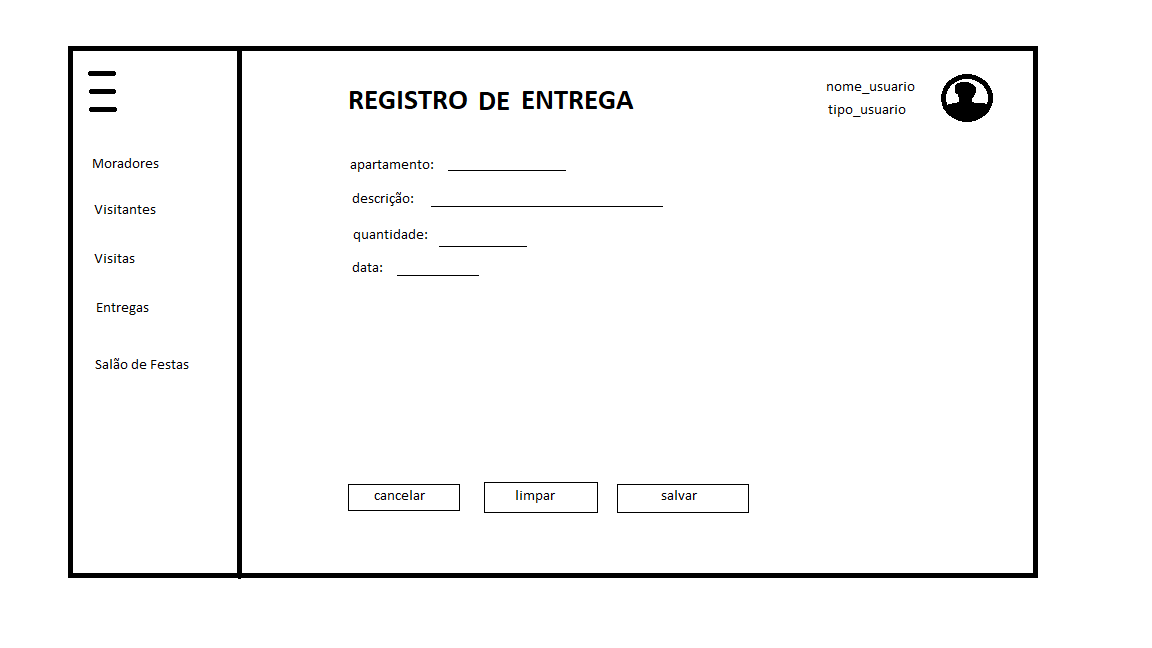 Moradores
Visitantes
Visitas
Entregas
Salão de Festas
REGISTRO DE ENTREGA
nome_usuario
tipo_usuario
apartamento:
descrição:
quantidade:
data:
cancelar
limpar
salvar